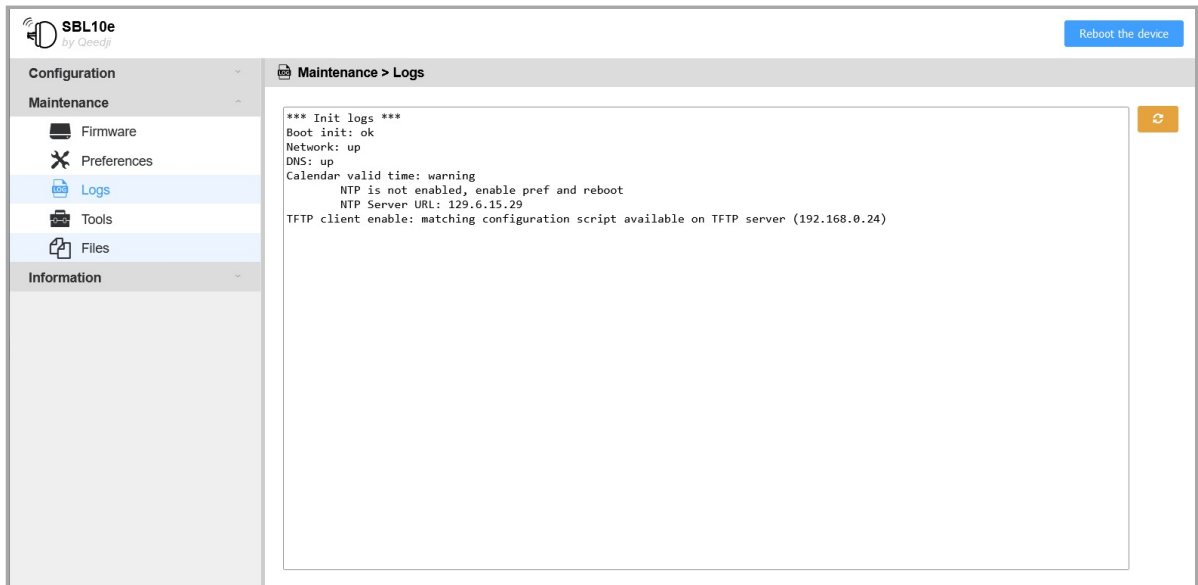 SBL10e
by Qeedji
Reboot the device
Configuration
Maintenance
Firmware
Preferences
LOG
Logs
Tools
Files
Information
LOG
Maintenance > Logs
*** Init logs ***
Boot init: ok
Network: up
DNS: up
Calendar valid time: warning
NTP is not enabled, enable pref and reboot
NTP Server URL: 129.6.15.29
TFTP client enable: matching configuration script available on TFTP server (192.168.0.24)